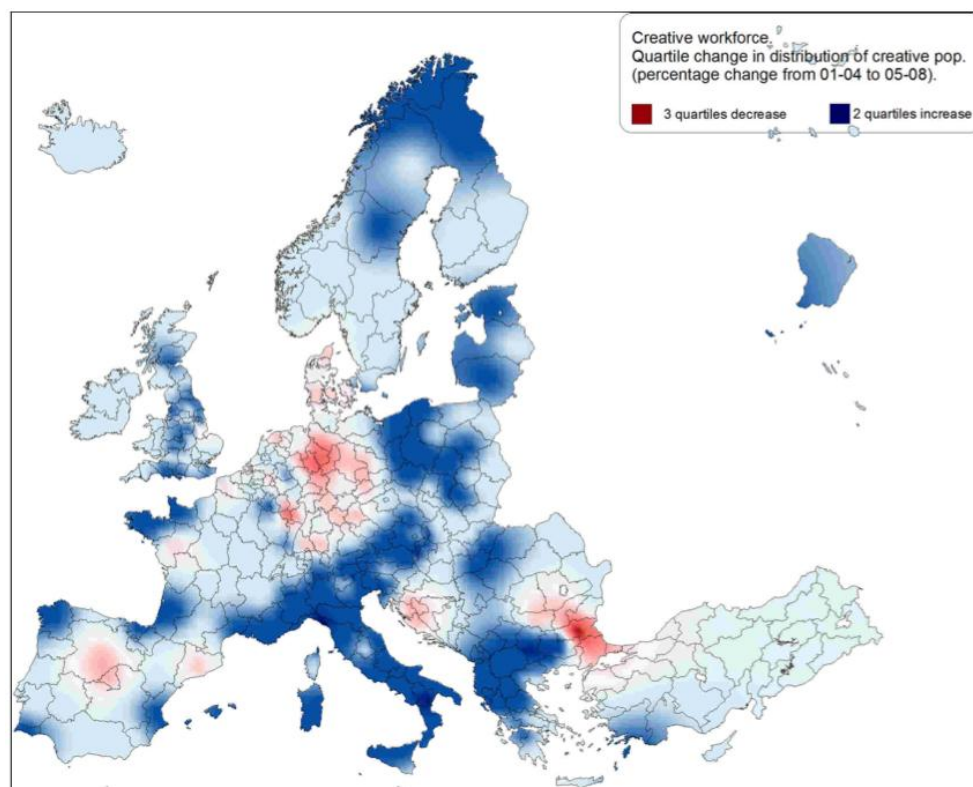 Creative workforce.
Quartile change in distribution of creative pop.
(percentage change from 01-04 to 05-08).
3 quartiles decrease 2 quartiles increase